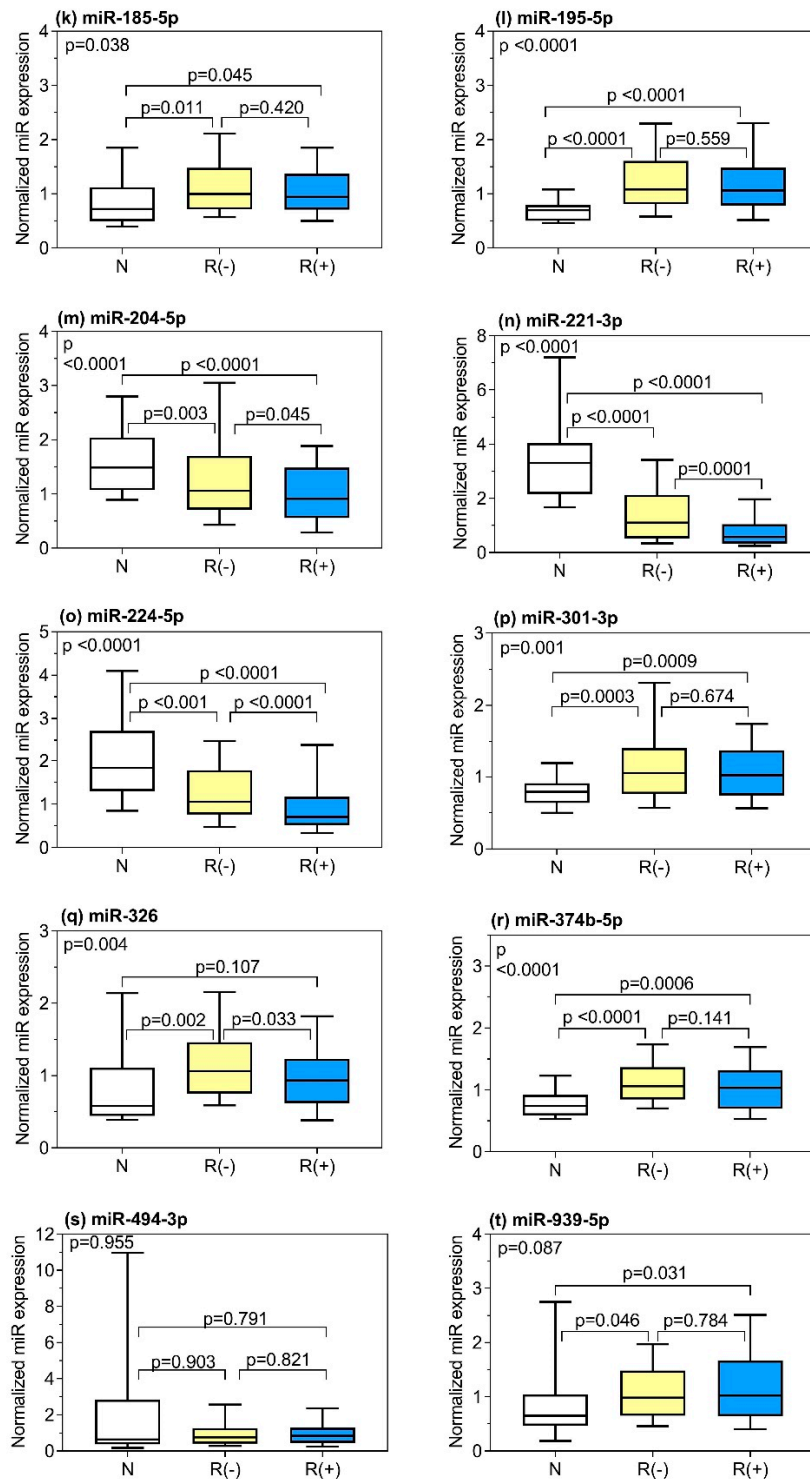 (k) miR-185-5p
Normalized miR expression
4
3
2
1
0
p=0.038
p=0.045
p=0.011
p=0.420
N R(-) R(+)
(l) miR-195-5p
Normalized miR expression
4
3
2
1
0
p <0.0001
p <0.0001
p <0.0001
p=0.559
N R(-) R(+)
(m) miR-204-5p
Normalized miR expression
4
3
2
1
0
p
<0.0001
p <0.0001
p=0.003
p=0.045
N R(-) R(+)
(n) miR-221-3p
Normalized miR expression
8
6
4
2
0
p <0.0001
p <0.0001
p <0.0001
p=0.0001
N R(-) R(+)
(o) miR-224-5p
Normalized miR expression
5
4
3
2
1
0
p <0.0001
p <0.0001
p <0.001
p <0.0001
N R(-) R(+)
(p) miR-301-3p
Normalized miR expression
3
2
1
0
p=0.001
p=0.0009
p=0.0003
p=0.674
N R(-) R(+)
(q) miR-326
Normalized miR expression
3
2
1
0
p=0.004
p=0.107
p=0.002
p=0.033
N R(-) R(+)
(r) miR-374b-5p
Normalized miR expression
3
2
1
0
p
<0.0001
p=0.0006
p <0.0001
p=0.141
N R(-) R(+)
(s) miR-494-3p
Normalized miR expression
12
10
8
6
4
2
0
p=0.955
p=0.791
p=0.903
p=0.821
N R(-) R(+)
(t) miR-939-5p
Normalized miR expression
4
3
2
1
0
p=0.087
p=0.031
p=0.046
p=0.784
N R(-) R(+)